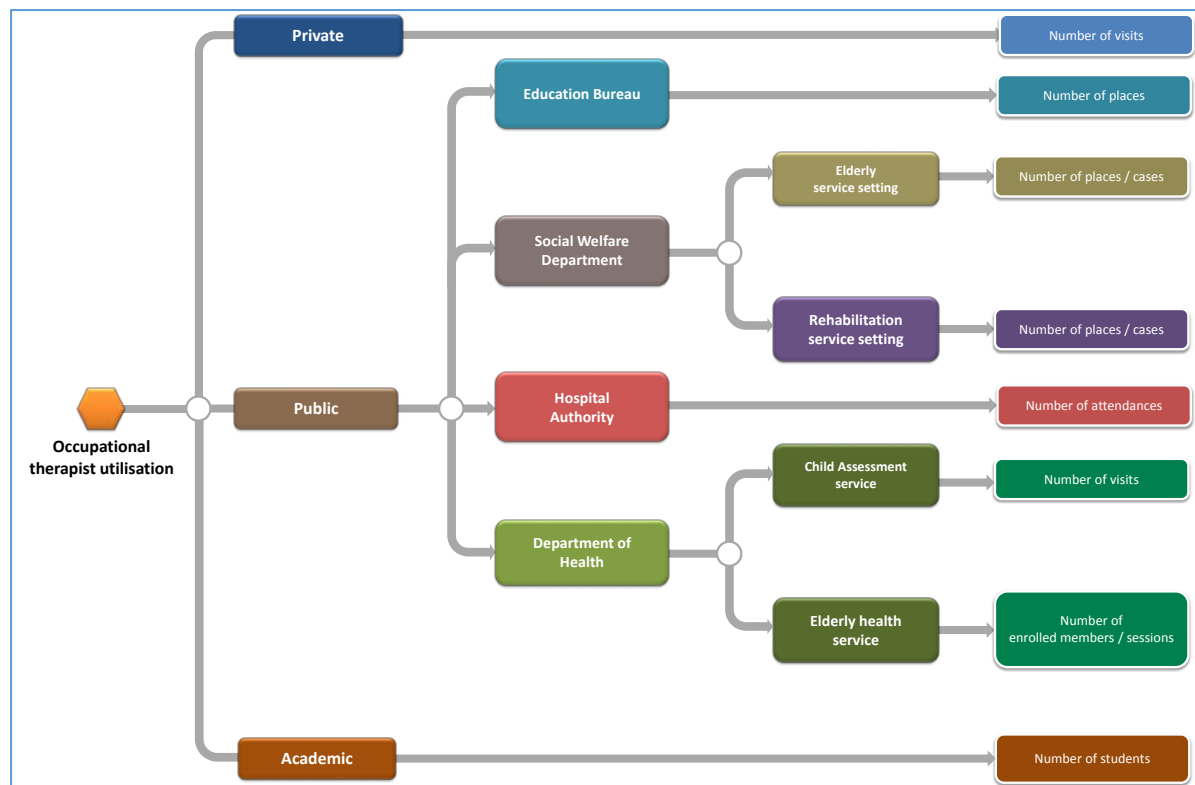 Private
Number of visits
Education Bureau
Number of places
Elderly
service setting
Number of places / cases
Social Welfare
Department
Rehabilitation
service setting
Number of places / cases
Occupational
therapist utilisation
Public
Hospital
Authority
Number of attendances
Child Assessment
service
Number of visits
Department of
Health
Elderly health
service
Number of
enrolled members / sessions
Academic
Number of students